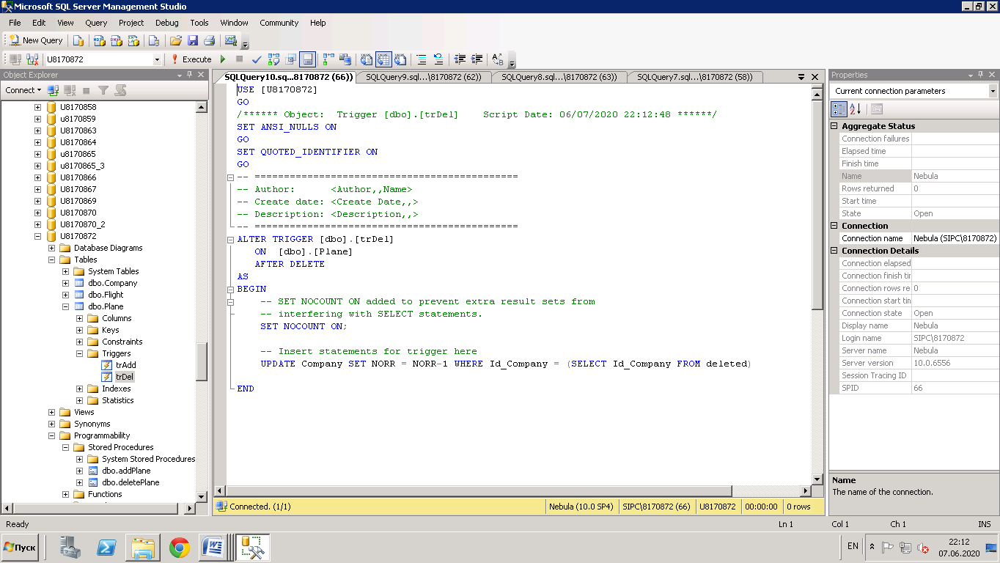 Microsoft SQL Server Management Studio
File Edit View Query Project Debug Tools Window Community Help
New Query
U8170872 Execute
Object Explorer
Connect
U8170858
u8170859
U8170863
U8170864
u8170865
u8170865_3
U8170866
U8170867
U8170869
U8170870
U8170870_2
U8170872
Database Diagrams
Tables
System Tables
dbo.Company
dbo.Flight
dbo.Plane
Columns
Keys
Constraints
Triggers
trAdd
trDel
Indexes
Statistics
Views
Synonyms
Programmability
Stored Procedures
System Stored Procedures
dbo.addPlane
dbo.deletePlane
Functions
SQLQuery10.sq...8170872 (66)) SQLQuery9.sql...\8170872 (62)) SQLQuery8.sql...\8170872 (63)) SQLQuery7.sql...\8170872 (58))
USE [U8170872]
GO
/****** Object:  Trigger [dbo].[trDel]    Script Date: 06/07/2020 22:12:48 ******/
SET ANSI_NULLS ON
GO
SET QUOTED_IDENTIFIER ON
GO
-- =============================================
-- Author:      <Author,,Name>
-- Create date: <Create Date,,>
-- Description: <Description,,>
-- =============================================
ALTER TRIGGER [dbo].[trDel]
ON  [dbo].[Plane]
AFTER DELETE
AS
BEGIN
-- SET NOCOUNT ON added to prevent extra result sets from
-- interfering with SELECT statements.
SET NOCOUNT ON;
-- Insert statements for trigger here
UPDATE Company SET NORR = NORR-1 WHERE Id_Company = (SELECT Id_Company FROM deleted)
END
Connected. (1/1) Nebula (10.0 SP4) SIPC\8170872 (66) U8170872 00:00:00 0 rows
Properties
Current connection parameters
Aggregate Status
Connection failures
Elapsed time
Finish time
Name Nebula
Rows returned 0
Start time
State Open
Connection
Connection name Nebula (SIPC\8170872)
Connection Details
Connection elapsed
Connection finish tir
Connection rows re 0
Connection start tin
Connection state Open
Display name Nebula
Login name SIPC\8170872
Server name Nebula
Server version 10.0.6556
Session Tracing ID
SPID 66
Name
The name of the connection.
Ready Ln 1 Col 1 Ch 1 INS
Пуск EN 22:12
07.06.2020